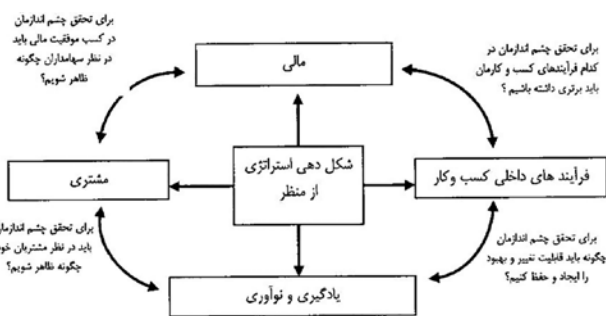 برای تحقق چشم اندازمان
در کسب موفقیت مالی باید
در نظر سهامداران چگونه
ظاهر شویم؟
مالی
برای تحقق چشم اندازمان در
کدام فرآیندهای کسب و کارمان
باید برتری داشته باشیم ؟
مشتری
شکل دهی استراتژی
از منظر
فرآیند های داخلی کسب وکار
برای تحقق چشم اندازمان
باید در نظر مشتریان خود
چگونه ظاهر شویم؟
یادگیری و نوآوری
برای تحقق چشم اندازمان
چگونه باید قابلیت تغییر و بهبود
را ایجاد و حفظ کنیم؟